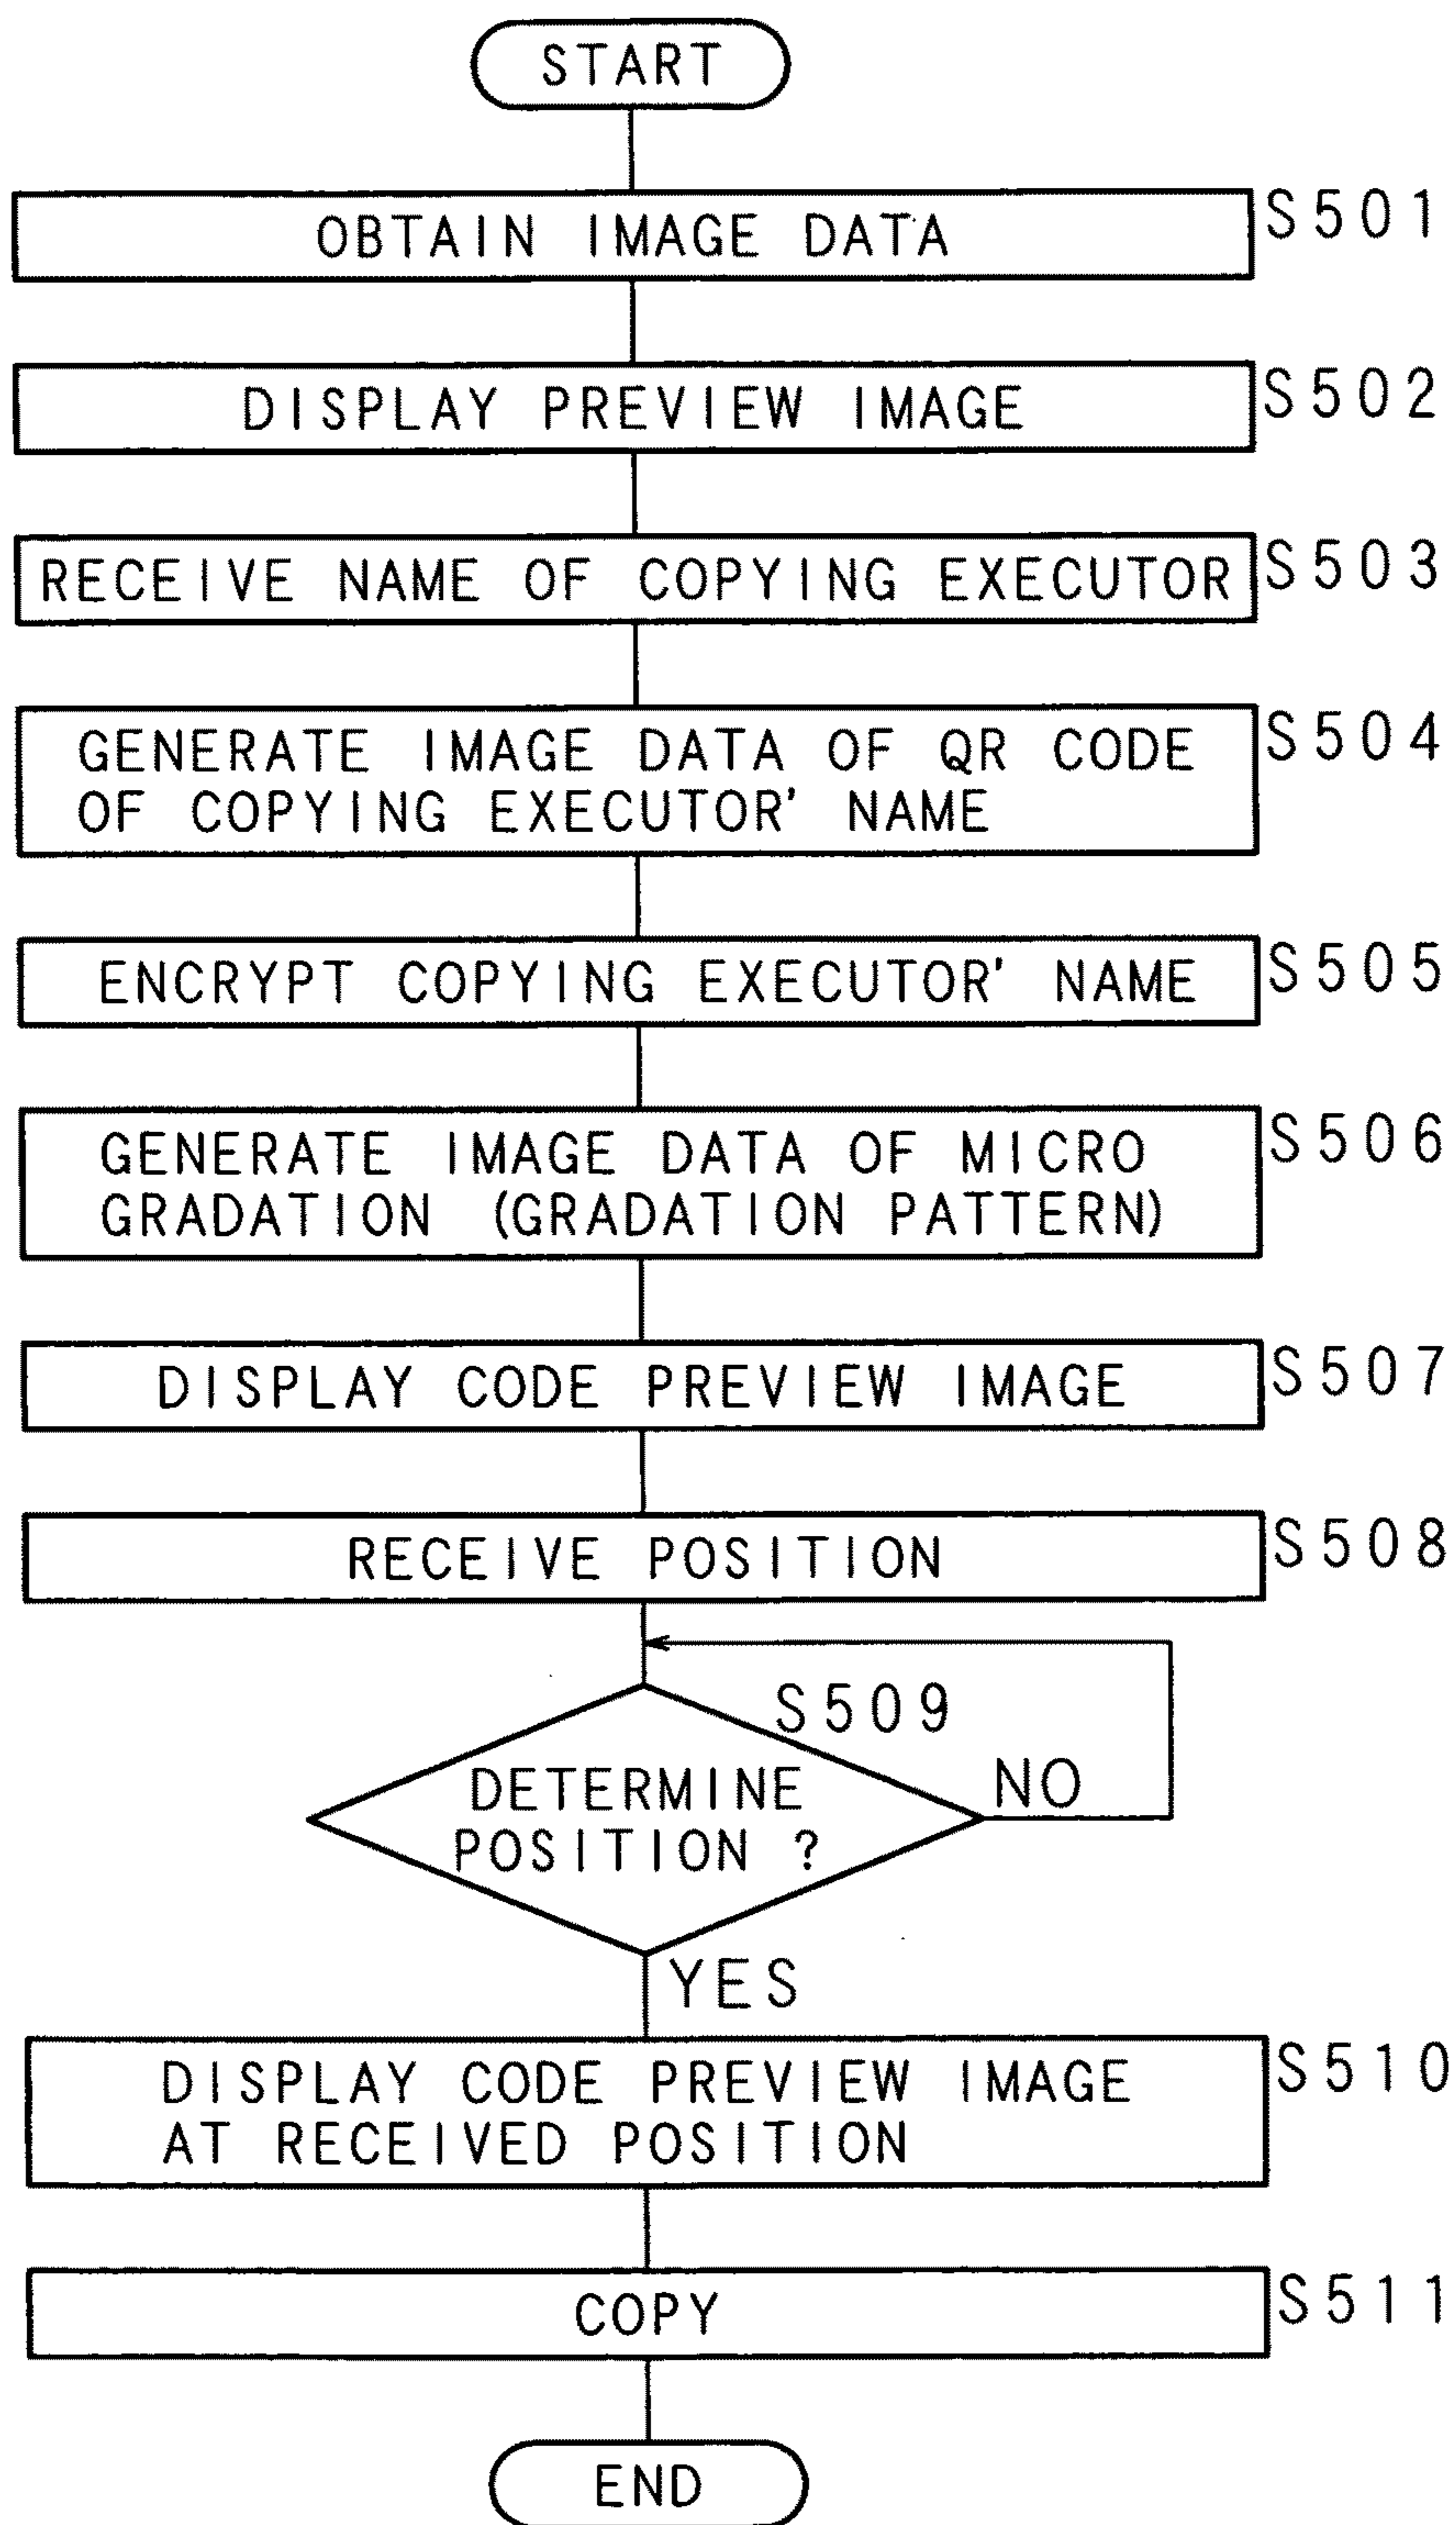 START
OBTAIN IMAGE DATA S501
DISPLAY PREVIEW IMAGE S502
RECEIVE NAME OF COPYING EXECUTOR S503
GENERATE IMAGE DATA OF QR CODE S504
OF COPYING EXECUTOR' NAME
ENCRYPT COPYING EXECUTOR' NAME S505
GENERATE IMAGE DATA OF MICRO S506
GRADATION (GRADATION PATTERN)
DISPLAY CODE PREVIEW IMAGE S507
RECEIVE POSITION S508
S509
DETERMINE NO
POSITION ?
YES
DISPLAY CODE PREVIEW IMAGE S510
AT RECEIVED POSITION
COPY S511
END